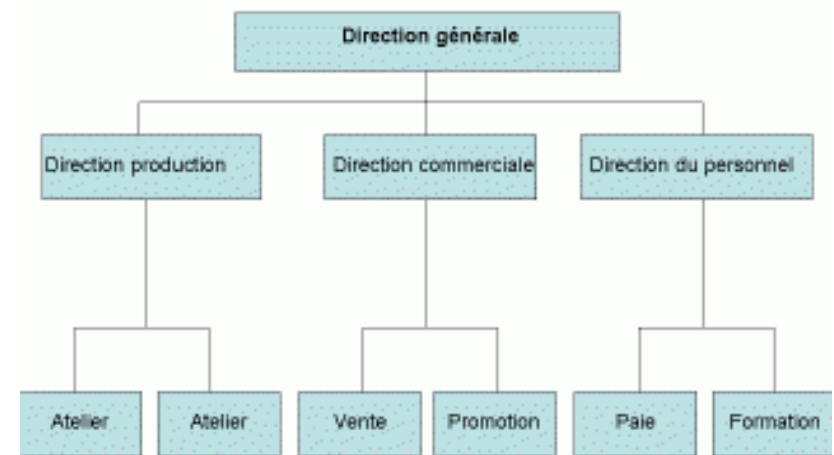 Direction générale
Direction production
Direction commerciale
Direction du personnel
Atelier
Atelier
Vente
Promotion
Paie
Formation